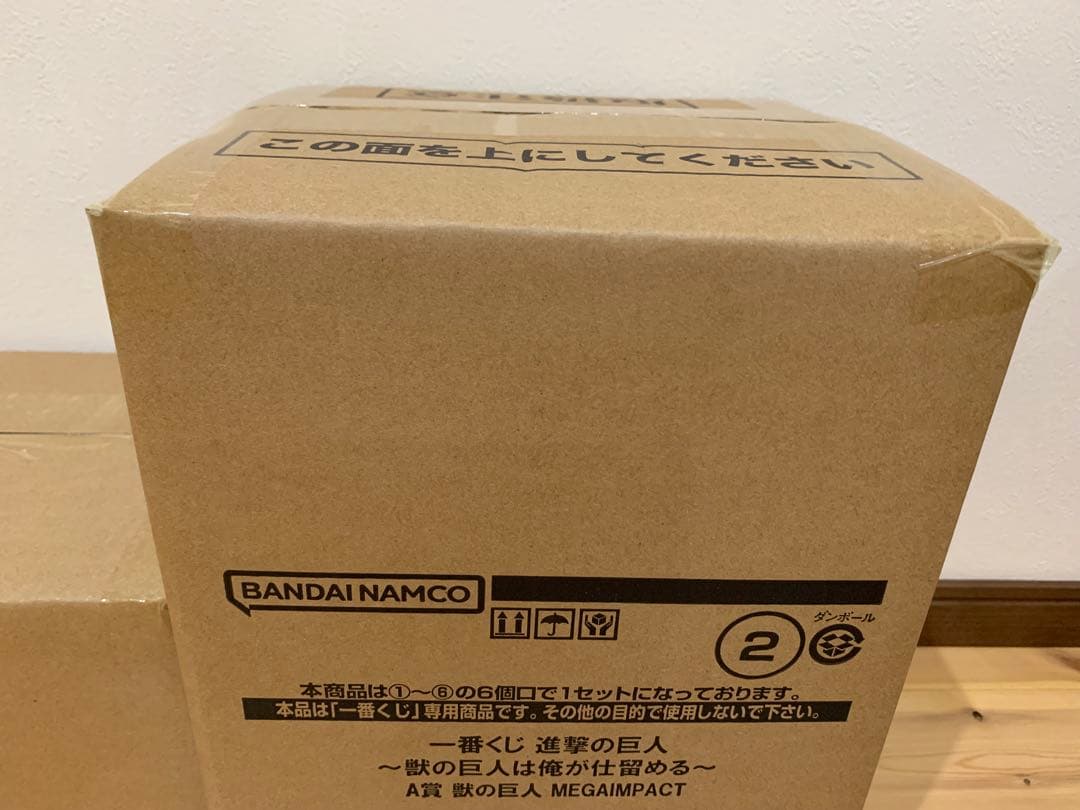 この面を上にしてください
BANDAI NAMCO
② ダンボール
本商品は①〜⑥の6個口で1セットになっております。
本品は「一番くじ」専用商品です。その他の目的で使用しないで下さい。
一番くじ 進撃の巨人
〜獣の巨人は俺が仕留める〜
A賞 獣の巨人 MEGAIMPACT